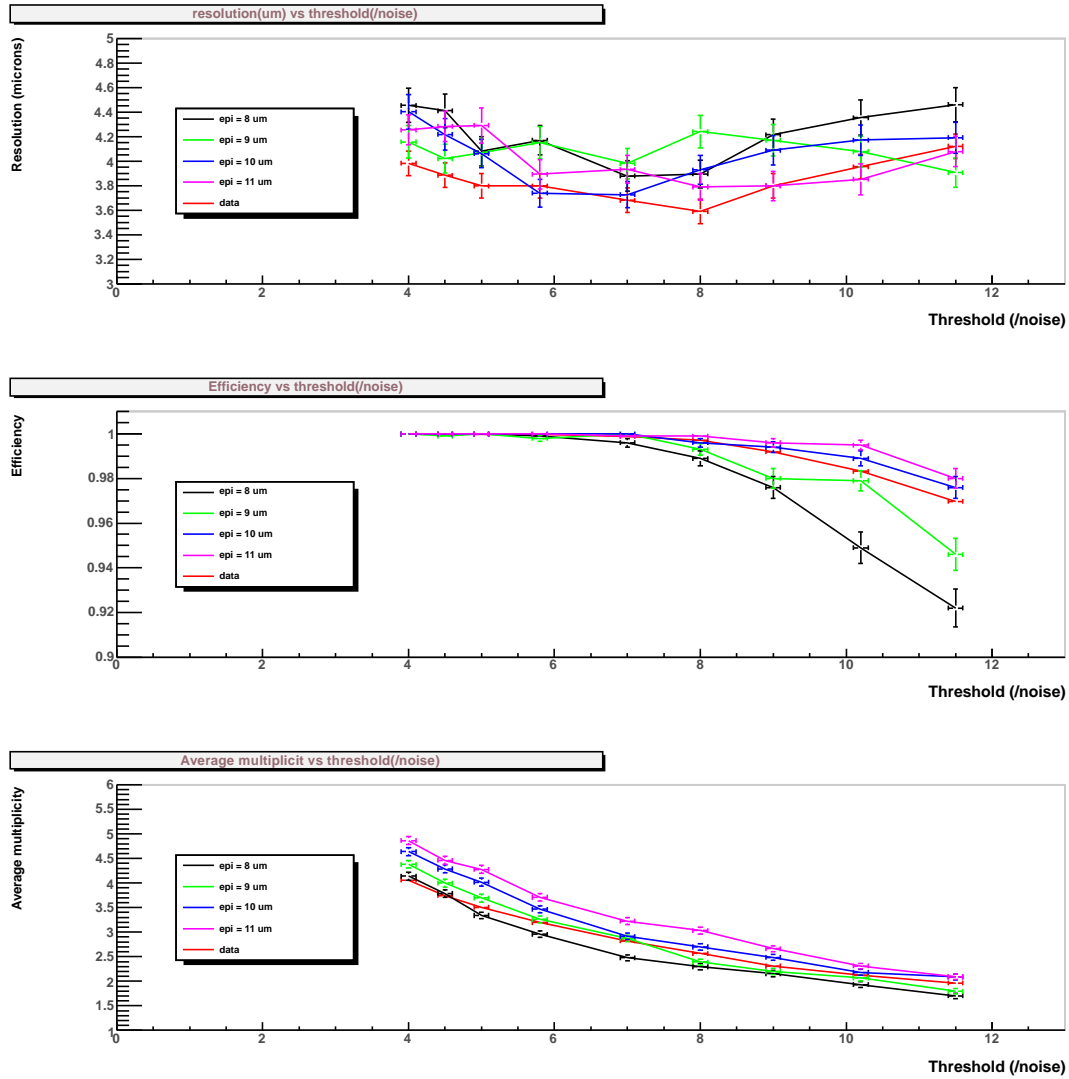 resolution(um) vs threshold(/noise)
Resolution (microns)
5
4.8
4.6
4.4
4.2
4
3.8
3.6
3.4
3.2
3
epi = 8 um
epi = 9 um
epi = 10 um
epi = 11 um
data
0 2 4 6 8 10 12
Threshold (/noise)
Efficiency vs threshold(/noise)
Efficiency
1
0.98
0.96
0.94
0.92
0.9
epi = 8 um
epi = 9 um
epi = 10 um
epi = 11 um
data
0 2 4 6 8 10 12
Threshold (/noise)
Average multiplicit vs threshold(/noise)
Average multiplicity
6
5.5
5
4.5
4
3.5
3
2.5
2
1.5
1
epi = 8 um
epi = 9 um
epi = 10 um
epi = 11 um
data
0 2 4 6 8 10 12
Threshold (/noise)